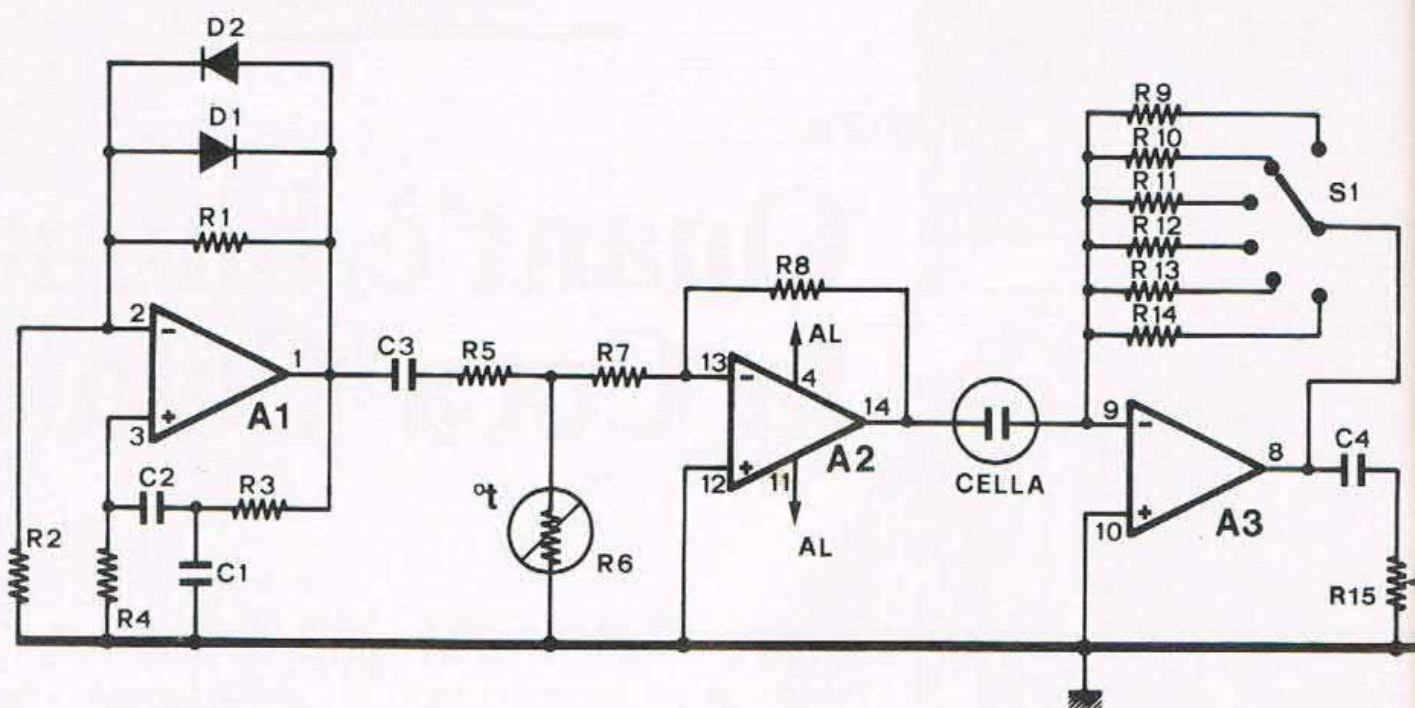 D2
D1
R1
2
-
1
+
3
A1
C2
R3
R2
R4
C1
C3
R5
R7
°t
R6
R8
13
-
AL
4
14
+
12
11
A2
AL
CELLA
R9
R10
R11
R12
R13
R14
S1
9
-
8
+
10
A3
C4
R15